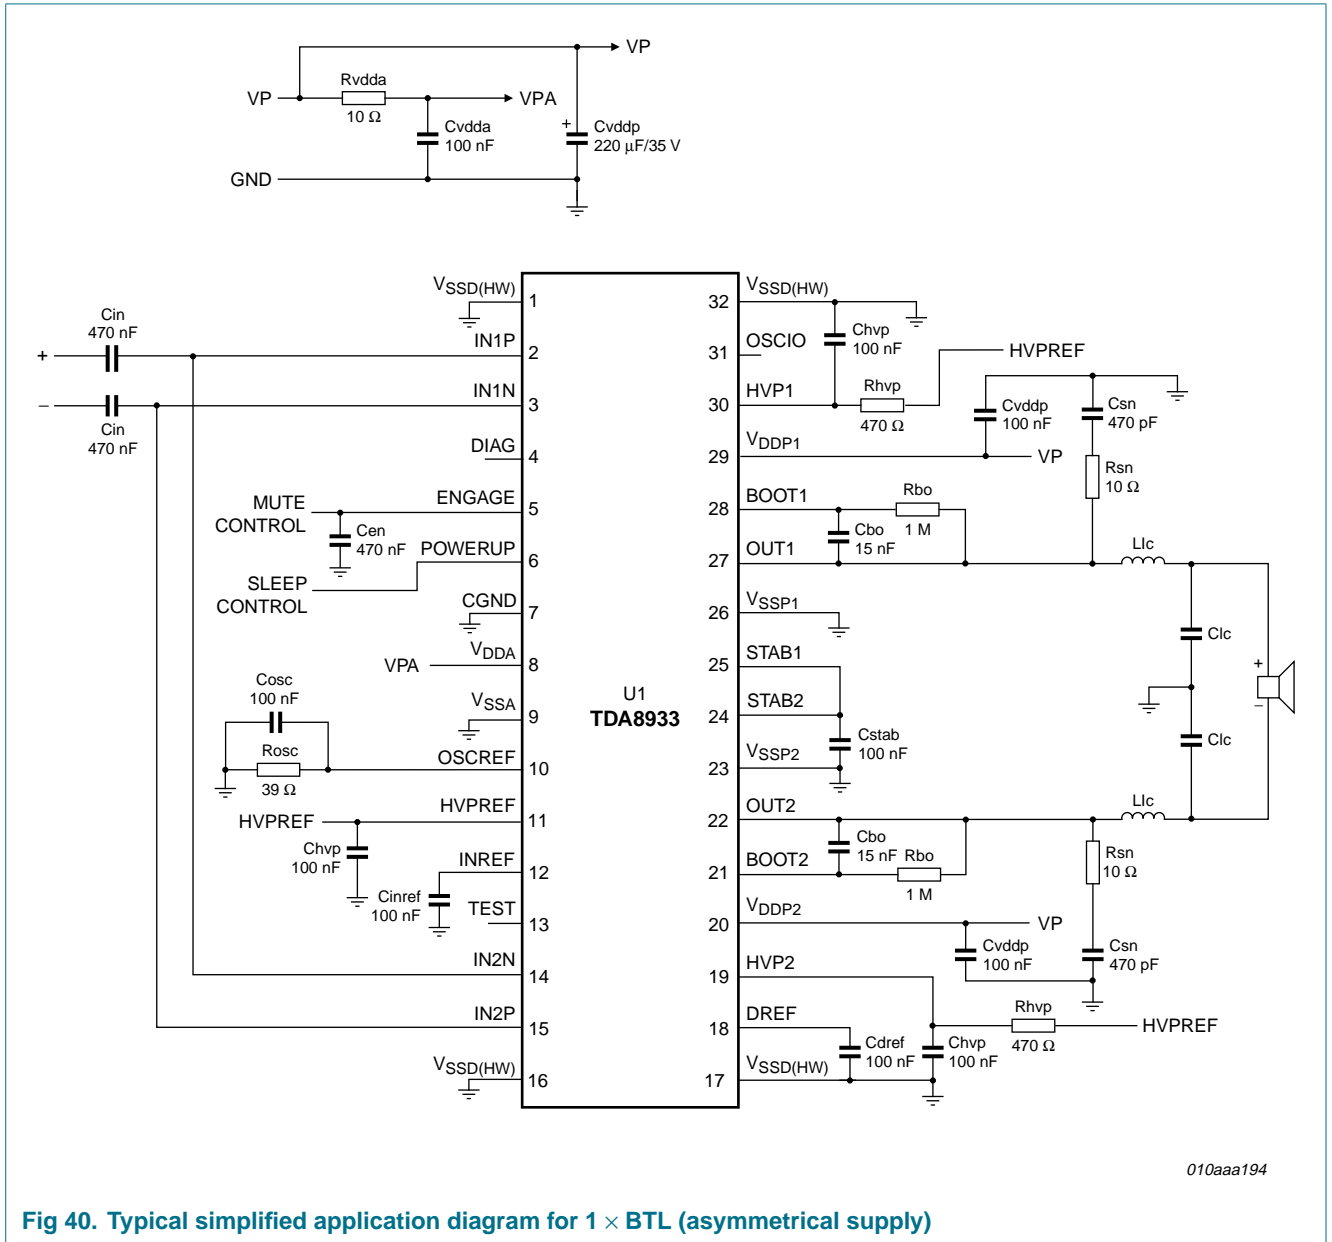 VP
Rvdda
VP
VPA
10 Ω
Cvdda
100 nF
+
Cvddp
220 μF/35 V
GND
VSSD(HW)
1
Cin
470 nF
+
IN1P
2
IN1N
3
−
Cin
470 nF
DIAG
4
MUTE
CONTROL
ENGAGE
5
Cen
470 nF
POWERUP
6
SLEEP
CONTROL
CGND
7
VPA
VDDA
8
Cosc
100 nF
VSSA
9
Rosc
39 Ω
OSCREF
10
HVPREF
HVPREF
11
Chvp
100 nF
INREF
12
Cinref
100 nF
TEST
13
IN2N
14
IN2P
15
VSSD(HW)
16
U1
TDA8933
32
VSSD(HW)
Chvp
100 nF
31
OSCIO
HVPREF
30
HVP1
Rhvp
470 Ω
Cvddp
100 nF
Csn
470 pF
29
VDDP1
VP
Rsn
10 Ω
28
BOOT1
Rbo
1 M
Cbo
15 nF
27
OUT1
Llc
26
VSSP1
Clc
25
STAB1
+
−
24
STAB2
Cstab
100 nF
Clc
23
VSSP2
22
OUT2
Llc
Cbo
15 nF
Rbo
1 M
Rsn
10 Ω
21
BOOT2
20
VDDP2
VP
Cvddp
100 nF
Csn
470 pF
19
HVP2
Rhvp
470 Ω
HVPREF
18
DREF
Cdref
100 nF
Chvp
100 nF
17
VSSD(HW)
010aaa194
Fig 40. Typical simplified application diagram for 1 × BTL (asymmetrical supply)